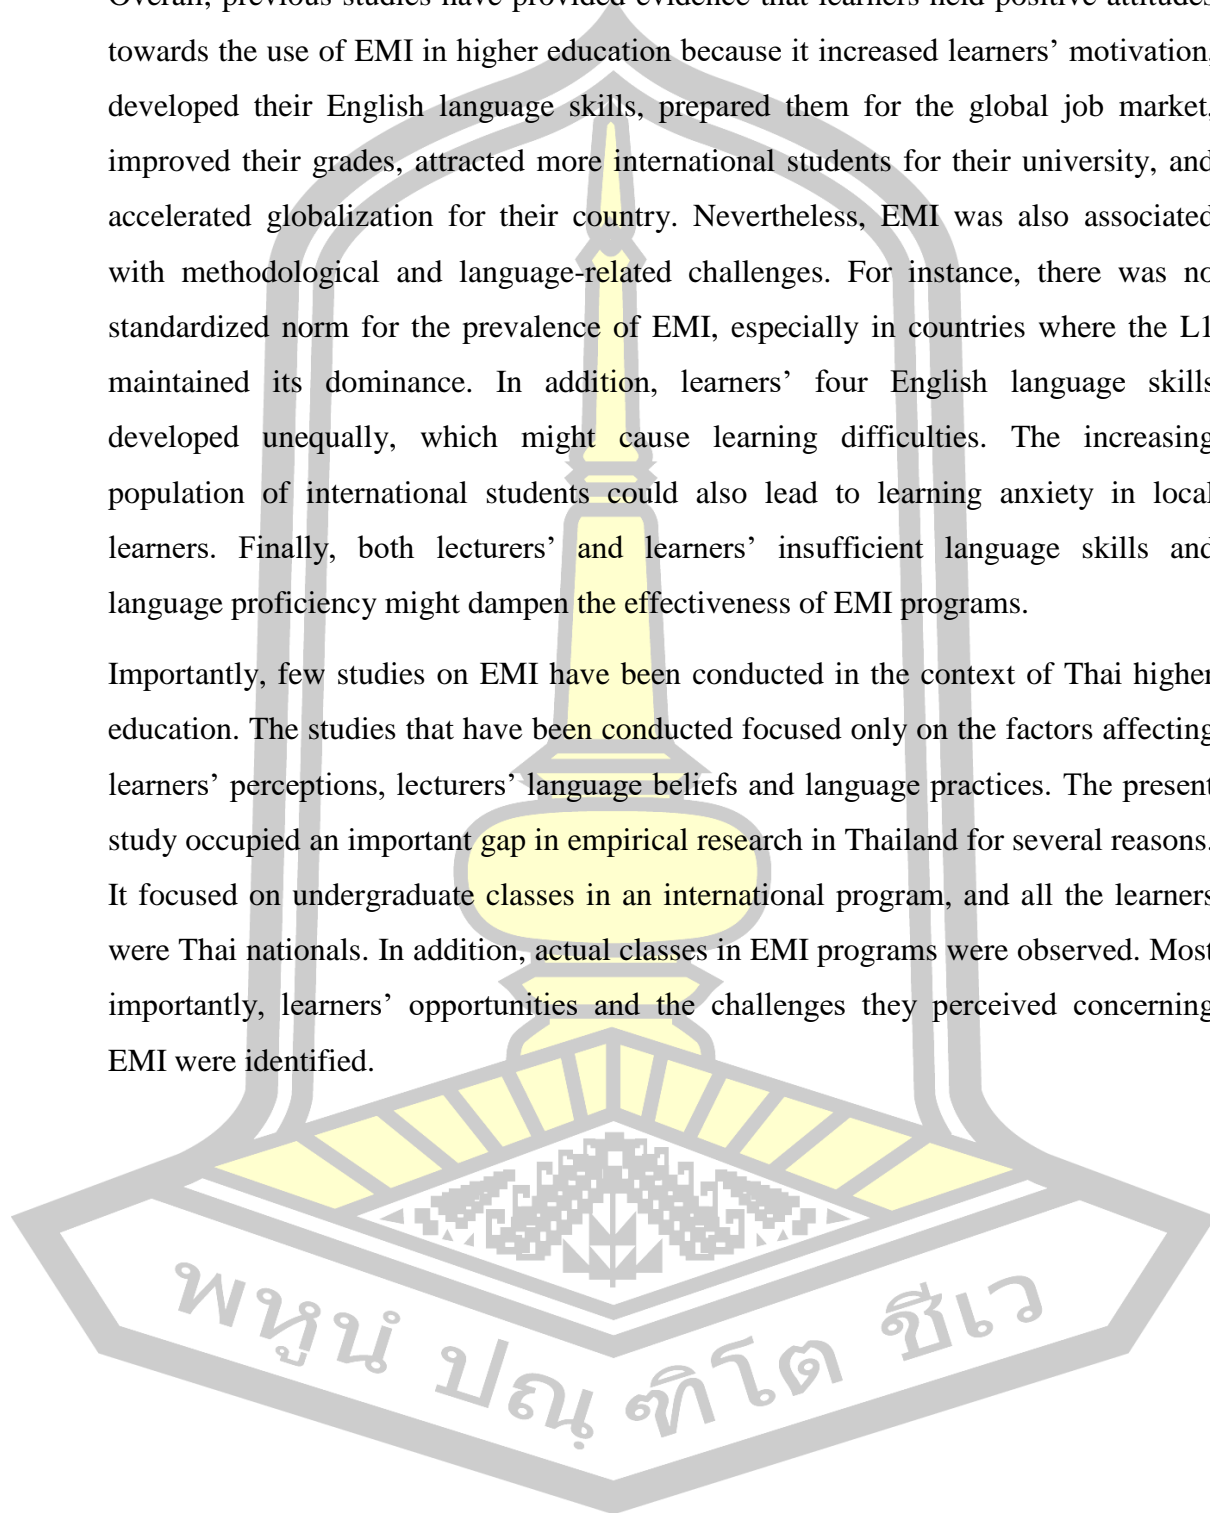 Overall, previous studies have provided evidence that learners held positive attitudes
towards the use of EMI in higher education because it increased learners’ motivation,
developed their English language skills, prepared them for the global job market,
improved their grades, attracted more international students for their university, and
accelerated globalization for their country. Nevertheless, EMI was also associated
with methodological and language-related challenges. For instance, there was no
standardized norm for the prevalence of EMI, especially in countries where the L1
maintained its dominance. In addition, learners’ four English language skills
developed unequally, which might cause learning difficulties. The increasing
population of international students could also lead to learning anxiety in local
learners. Finally, both lecturers’ and learners’ insufficient language skills and
language proficiency might dampen the effectiveness of EMI programs.
Importantly, few studies on EMI have been conducted in the context of Thai higher
education. The studies that have been conducted focused only on the factors affecting
learners’ perceptions, lecturers’ language beliefs and language practices. The present
study occupied an important gap in empirical research in Thailand for several reasons.
It focused on undergraduate classes in an international program, and all the learners
were Thai nationals. In addition, actual classes in EMI programs were observed. Most
importantly, learners’ opportunities and the challenges they perceived concerning
EMI were identified.
พหูนํ ปณฺ ฑิโต ชีเว